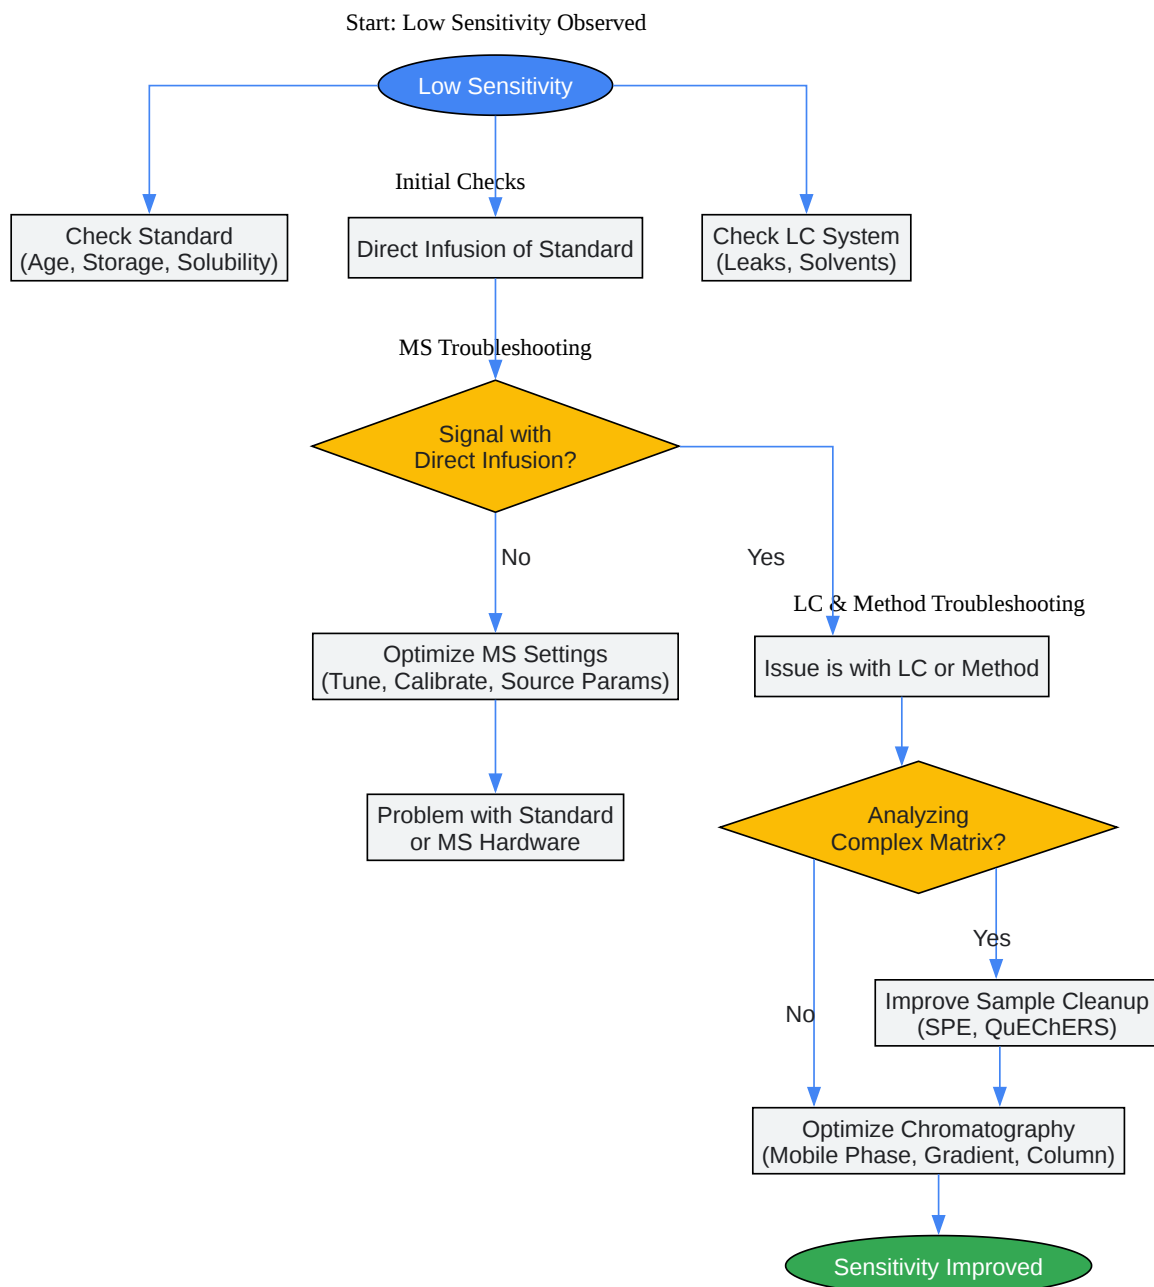 Start: Low Sensitivity Observed
Low Sensitivity
Initial Checks
Check Standard
(Age, Storage, Solubility)
Direct Infusion of Standard
Check LC System
(Leaks, Solvents)
MS Troubleshooting
Signal with
Direct Infusion?
No
Yes
LC & Method Troubleshooting
Optimize MS Settings
(Tune, Calibrate, Source Params)
Issue is with LC or Method
Problem with Standard
or MS Hardware
Analyzing
Complex Matrix?
Yes
No
Improve Sample Cleanup
(SPE, QuEChERS)
Optimize Chromatography
(Mobile Phase, Gradient, Column)
Sensitivity Improved